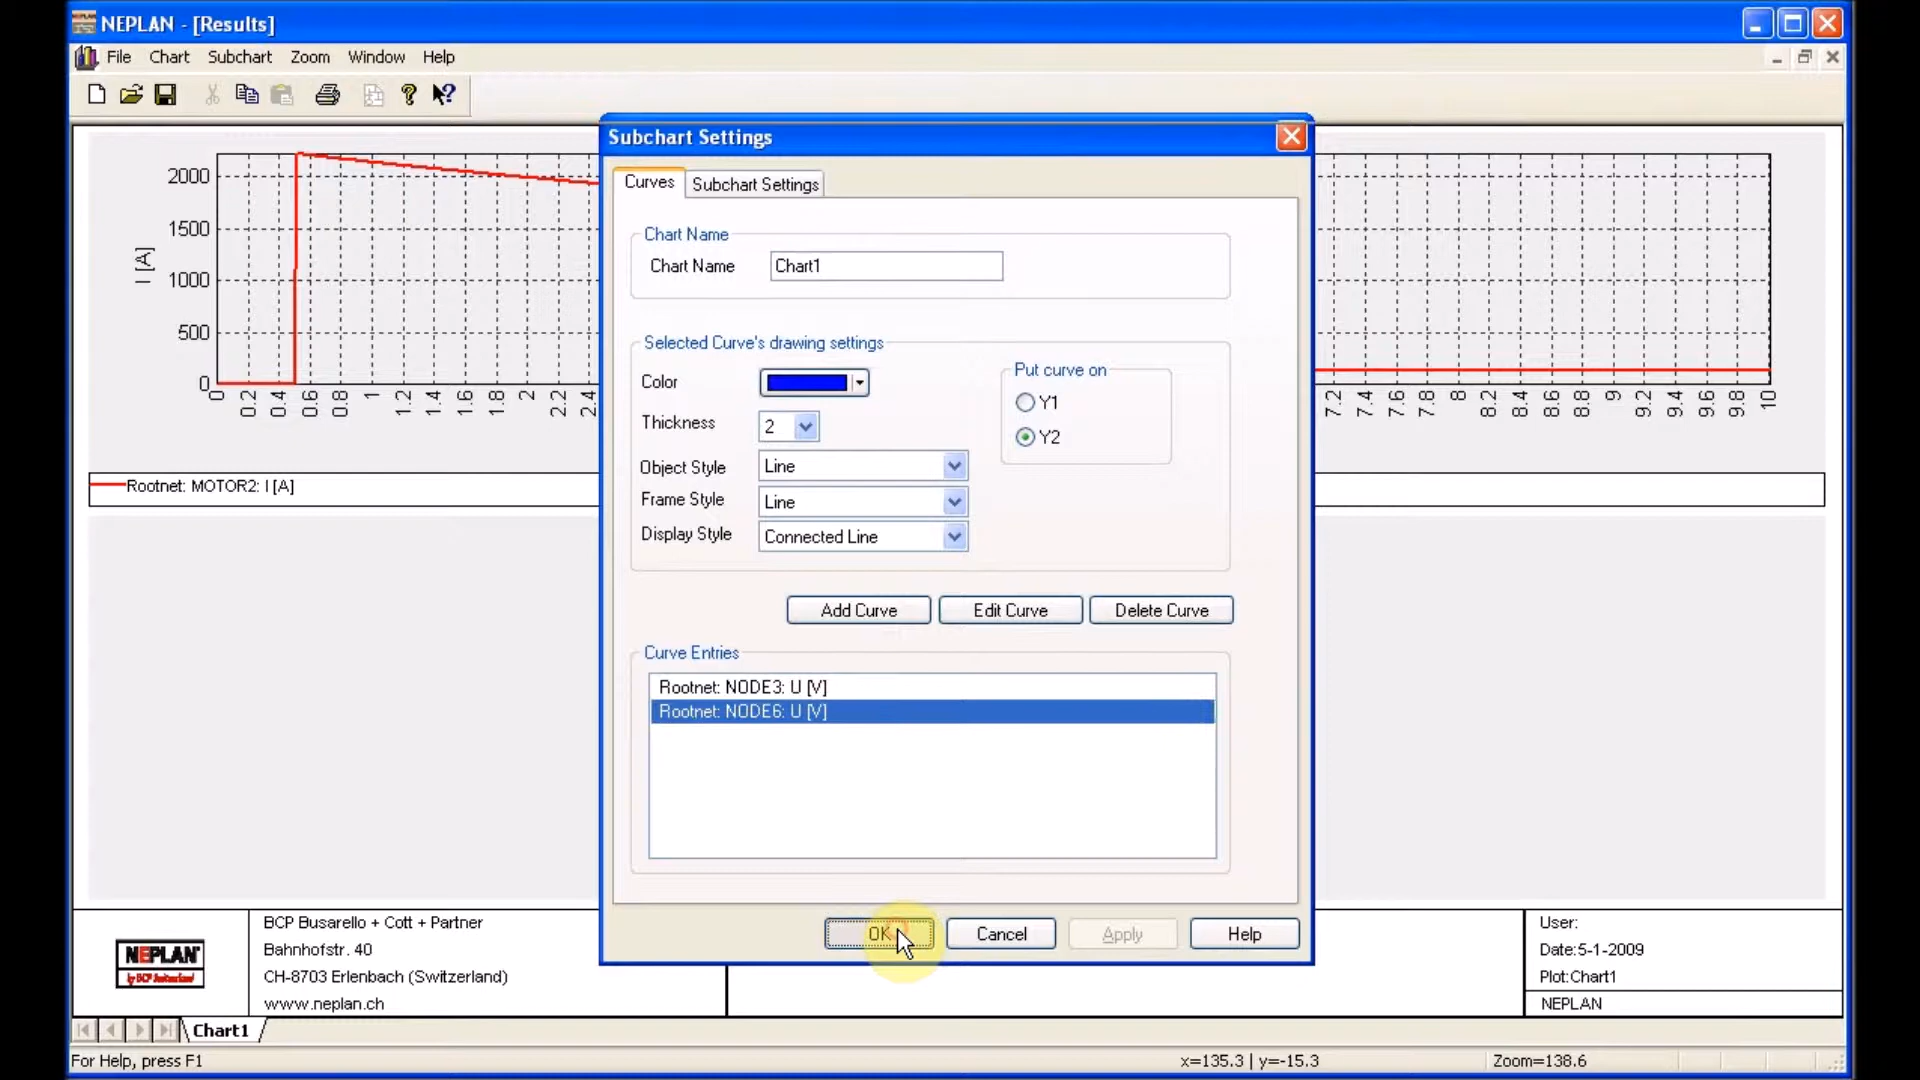 NEPLAN - [Results]
File Chart Subchart Zoom Window Help
Subchart Settings
Curves Subchart Settings
Chart Name
Chart Name Chart1
Selected Curve's drawing settings
Color
Thickness 2
Object Style Line
Frame Style Line
Display Style Connected Line
Put curve on
Y1
Y2
Add Curve Edit Curve Delete Curve
Curve Entries
Rootnet: NODE3: U [V]
Rootnet: NODE6: U [V]
OK Cancel Apply Help
I [A]
2000
1500
1000
500
0
0 0.2 0.4 0.6 0.8 1 1.2 1.4 1.6 1.8 2 2.2 2.4 7.2 7.4 7.6 7.8 8 8.2 8.4 8.6 8.8 9 9.2 9.4 9.6 9.8 10
Rootnet: MOTOR2: I [A]
NEPLAN
by BCP Switzerland
BCP Busarello + Cott + Partner
Bahnhofstr. 40
CH-8703 Erlenbach (Switzerland)
www.neplan.ch
User:
Date:5-1-2009
Plot:Chart1
NEPLAN
Chart1
For Help, press F1 x=135.3 | y=-15.3 Zoom=138.6